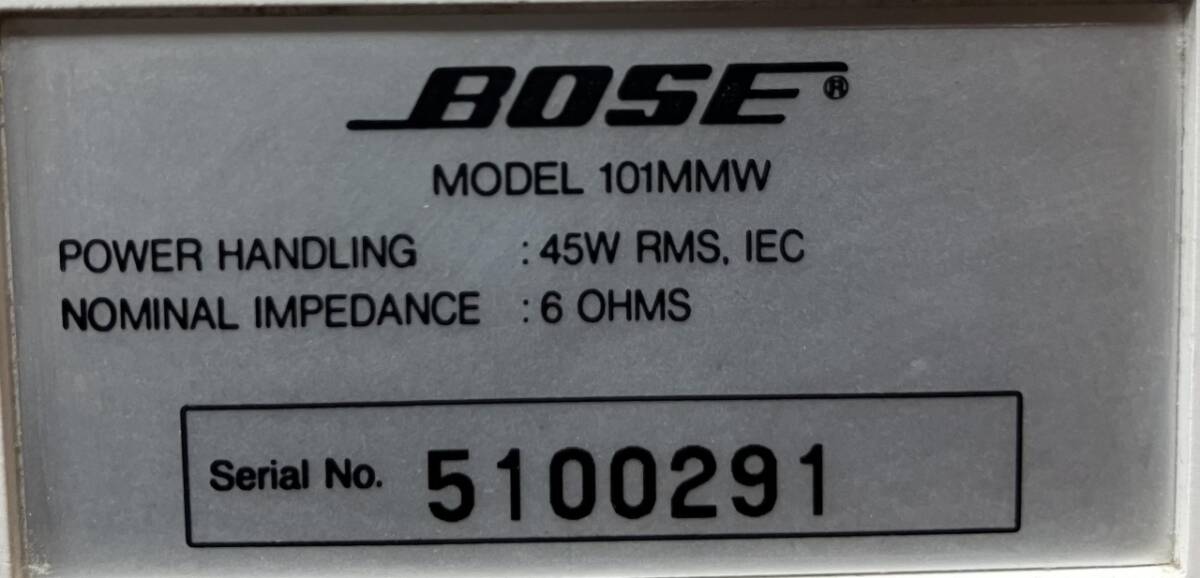 BOSE®
MODEL 101MMW
POWER HANDLING : 45W RMS, IEC
NOMINAL IMPEDANCE : 6 OHMS
Serial No. 5100291